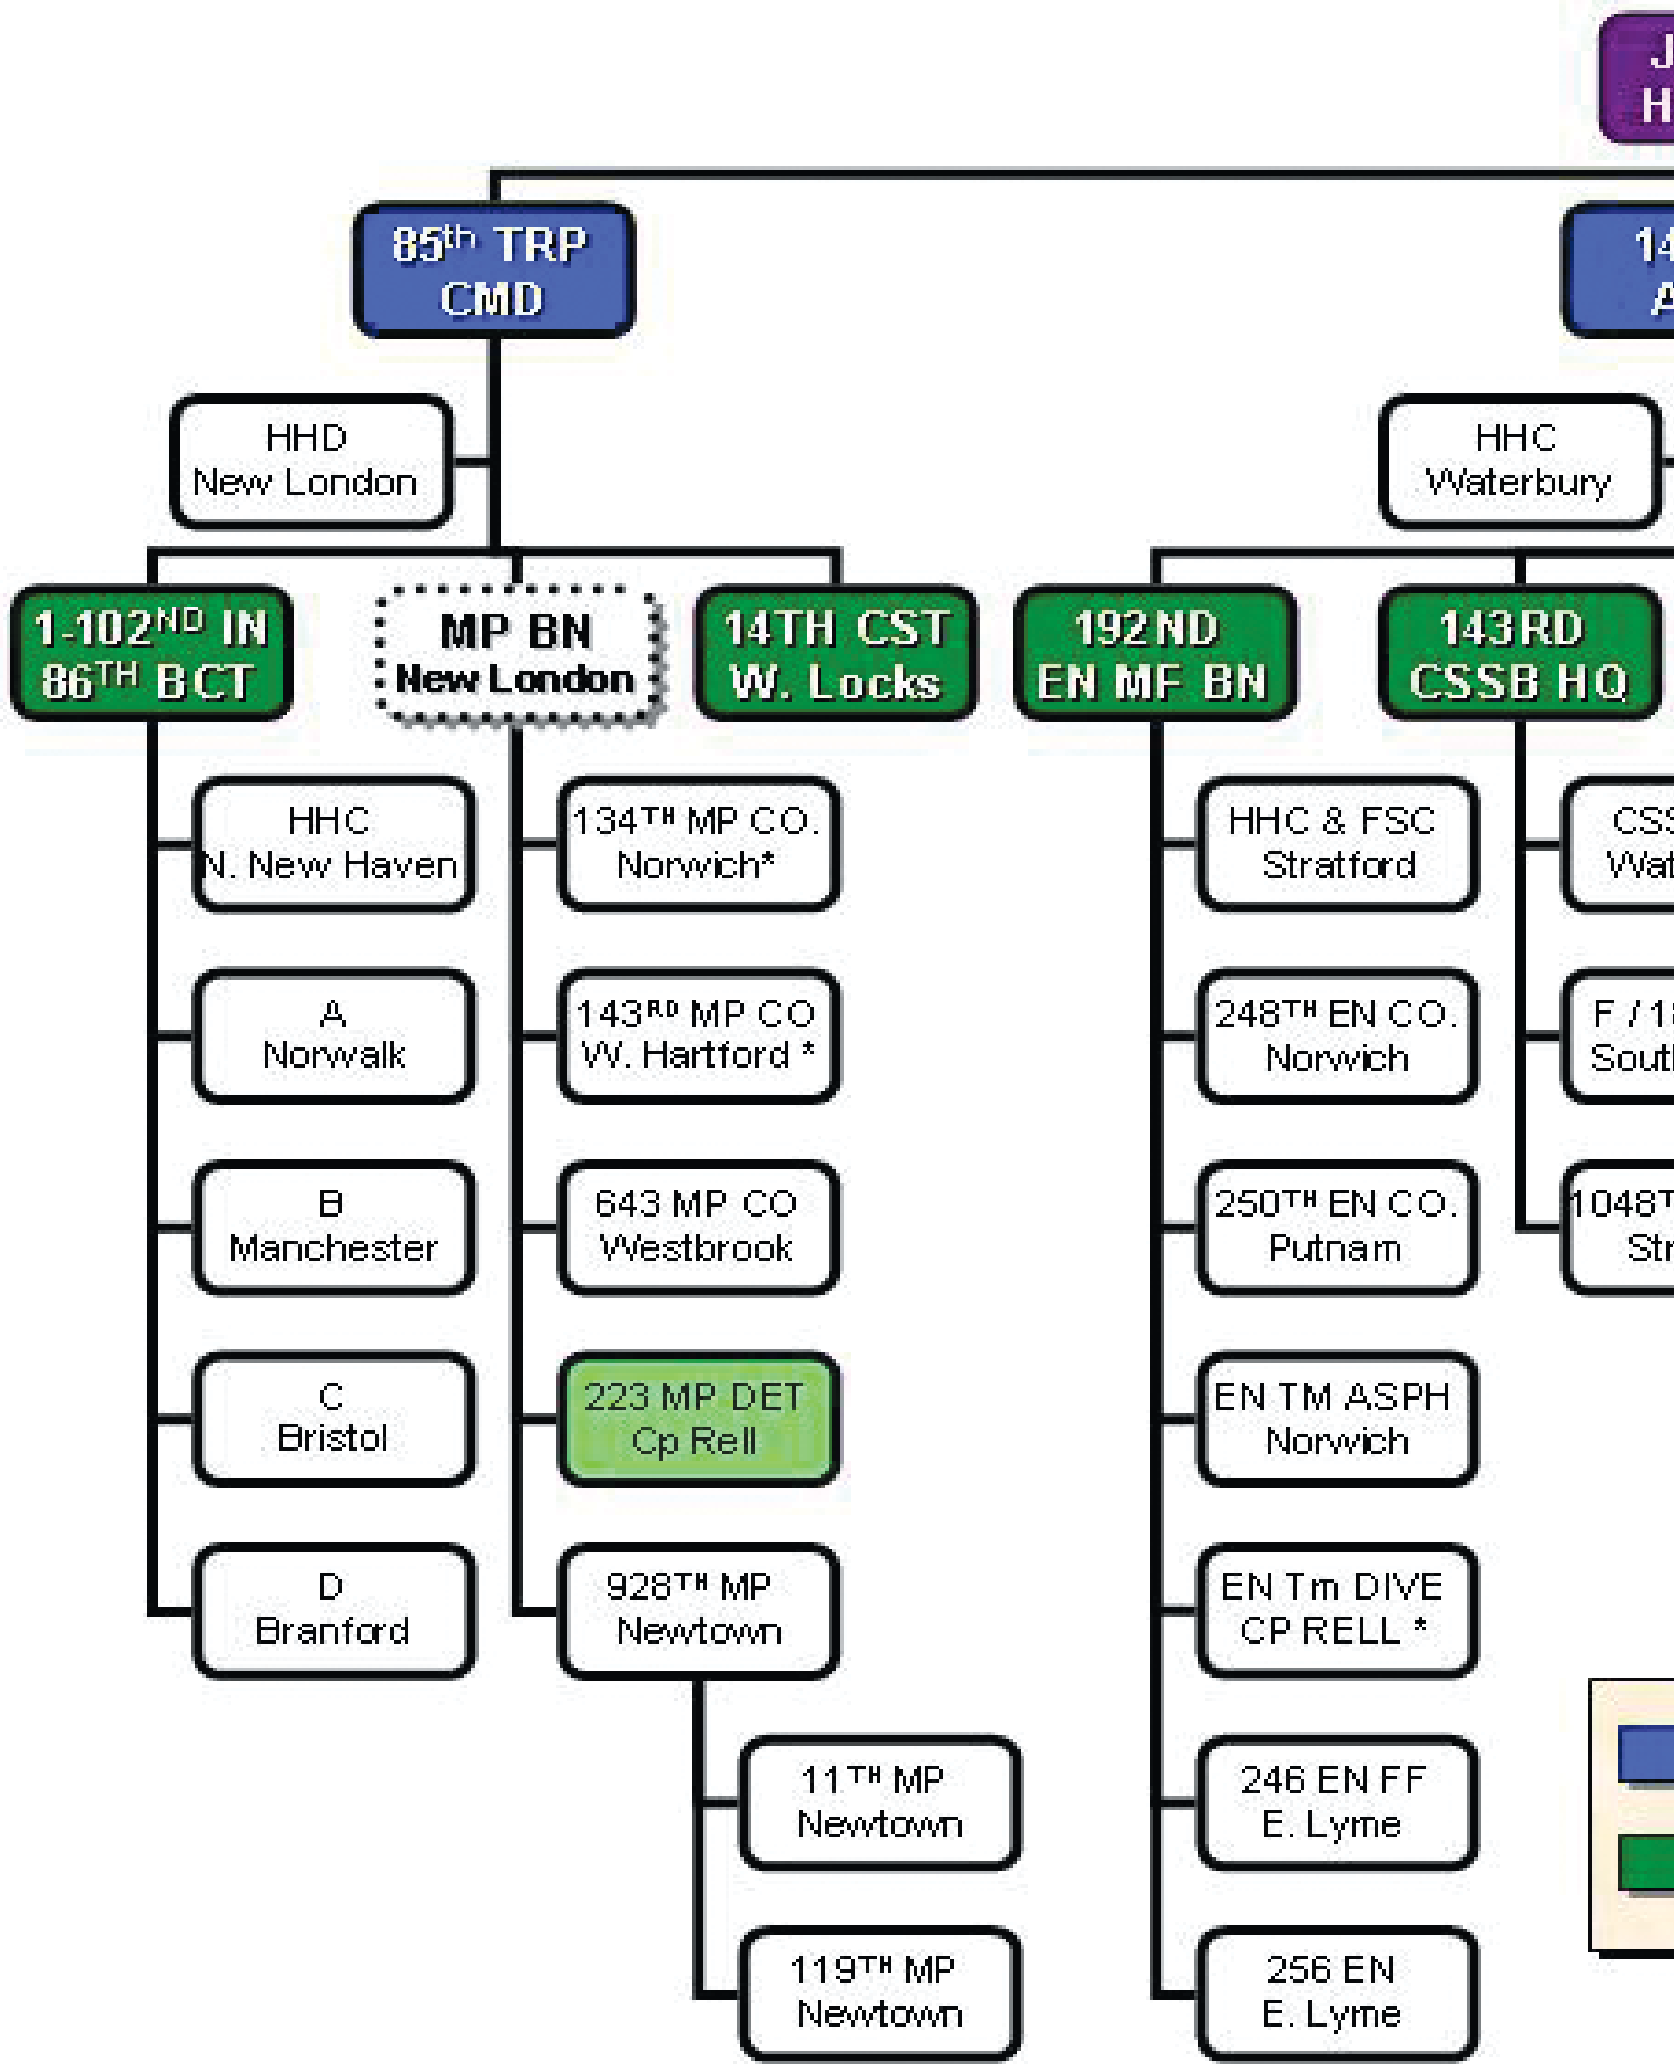 85th TRP
CMD
HHD
New London
HHC
Waterbury
1-102ND IN
86TH BCT
MP BN
New London
14TH CST
W. Locks
192ND
EN MF BN
143RD
CSSB HQ
HHC
N. New Haven
134TH MP CO.
Norwich*
HHC & FSC
Stratford
A
Norwalk
143RD MP CO
W. Hartford *
248TH EN CO.
Norwich
F / 18
B
Manchester
643 MP CO
Westbrook
250TH EN CO.
Putnam
C
Bristol
223 MP DET
Cp Rell
EN TM ASPH
Norwich
D
Branford
928TH MP
Newtown
EN Tm DIVE
CP RELL *
11TH MP
Newtown
246 EN FF
E. Lyme
119TH MP
Newtown
256 EN
E. Lyme